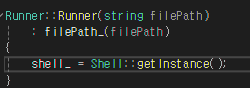 Runner::Runner(string filePath)
: filePath_(filePath)
{
shell_ = Shell::getInstance();
}